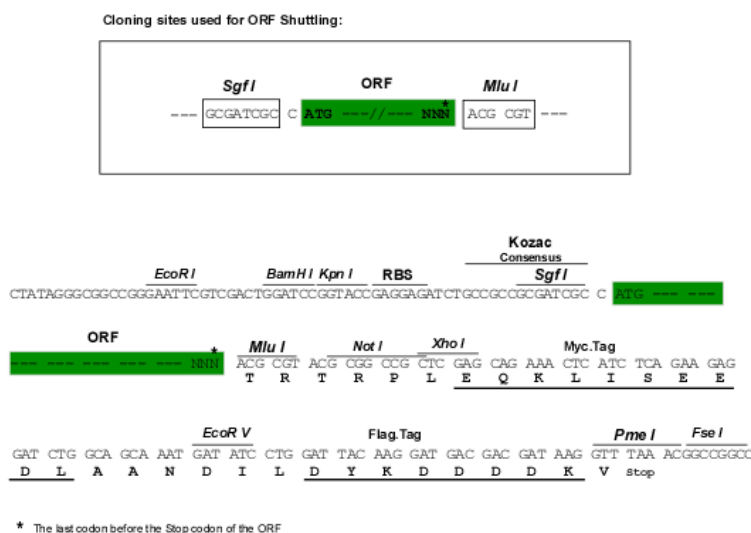 Cloning sites used for ORF Shuttling:
Sgf I ORF Mlu I
--- GCGATCGC C ATG ---//--- NNN* ACG CGT ---
Kozac
Consensus
EcoR I BamH I Kpn I RBS Sgf I
CTATAGGGCGGCCGGGAATTCGTCGACTGGATCCGGTACCGAGGAGATCTGCCGCCGCGATCGC C ATG --- ---
ORF Mlu I Not I Xho I Myc.Tag
--- --- --- --- --- --- NNN* ACG CGT ACG CGG CCG CTC GAG CAG AAA CTC ATC TCA GAA GAG
T R T R P L E Q K L I S E E
EcoR V Flag.Tag Pme I Fse I
GAT CTG GCA GCA AAT GAT ATC CTG GAT TAC AAG GAT GAC GAC GAT AAG GTT TAA ACGGCCGGCC
D L A A N D I L D Y K D D D D K V Stop
* The last codon before the Stop codon of the ORF